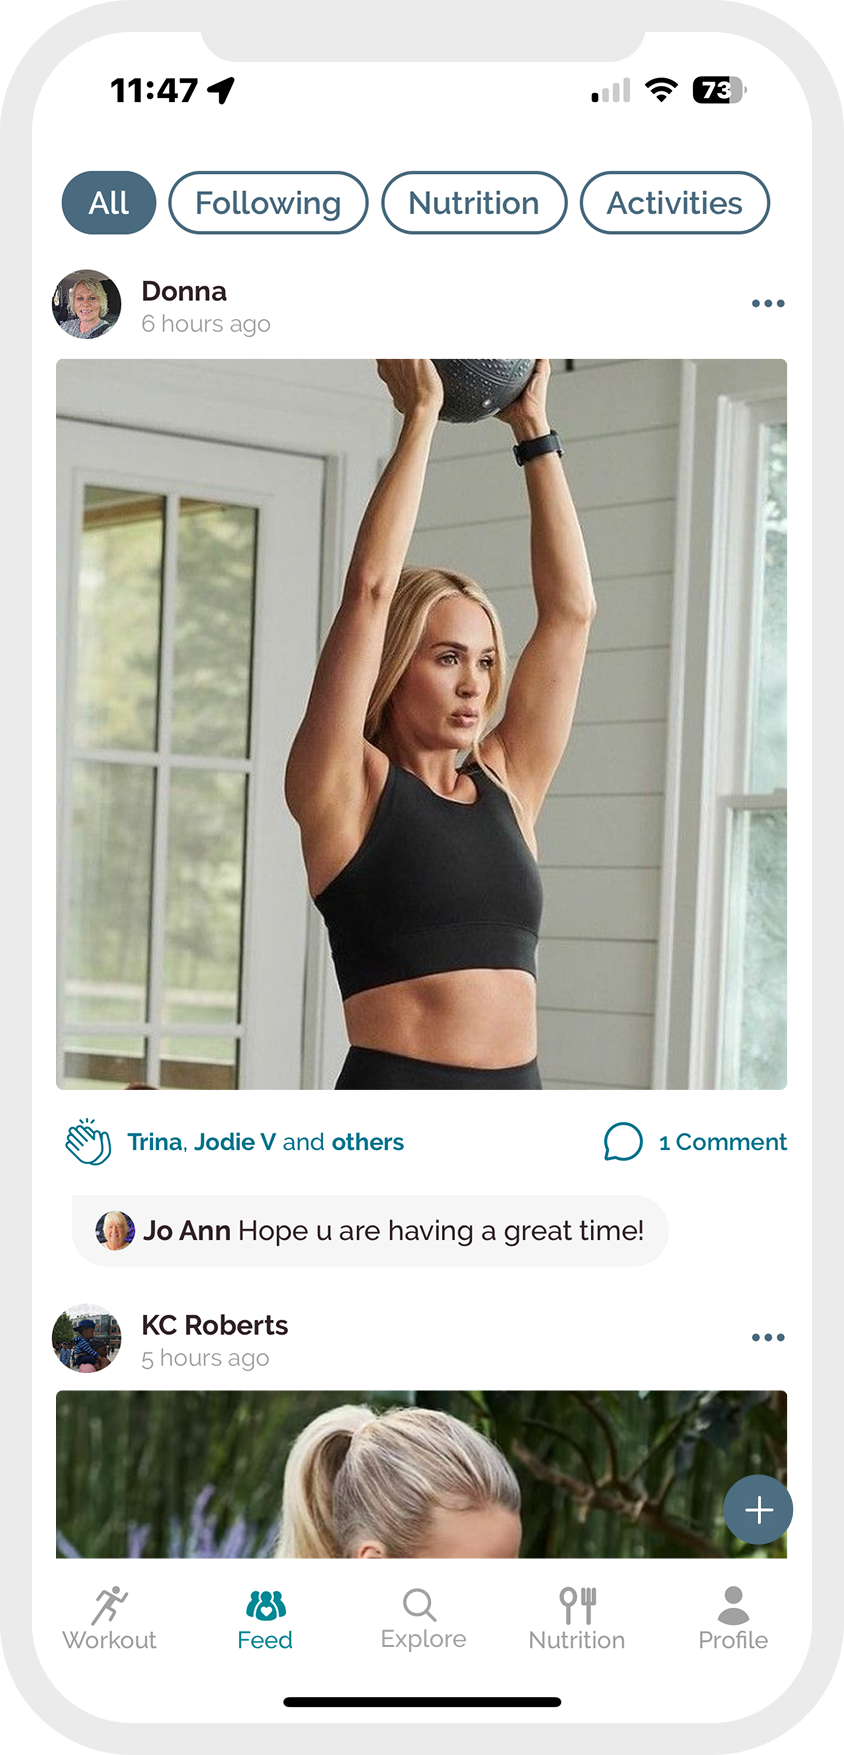 11:47
73
All Following Nutrition Activities
Donna
6 hours ago
Trina, Jodie V and others 1 Comment
Jo Ann Hope u are having a great time!
KC Roberts
5 hours ago
Workout Feed Explore Nutrition Profile